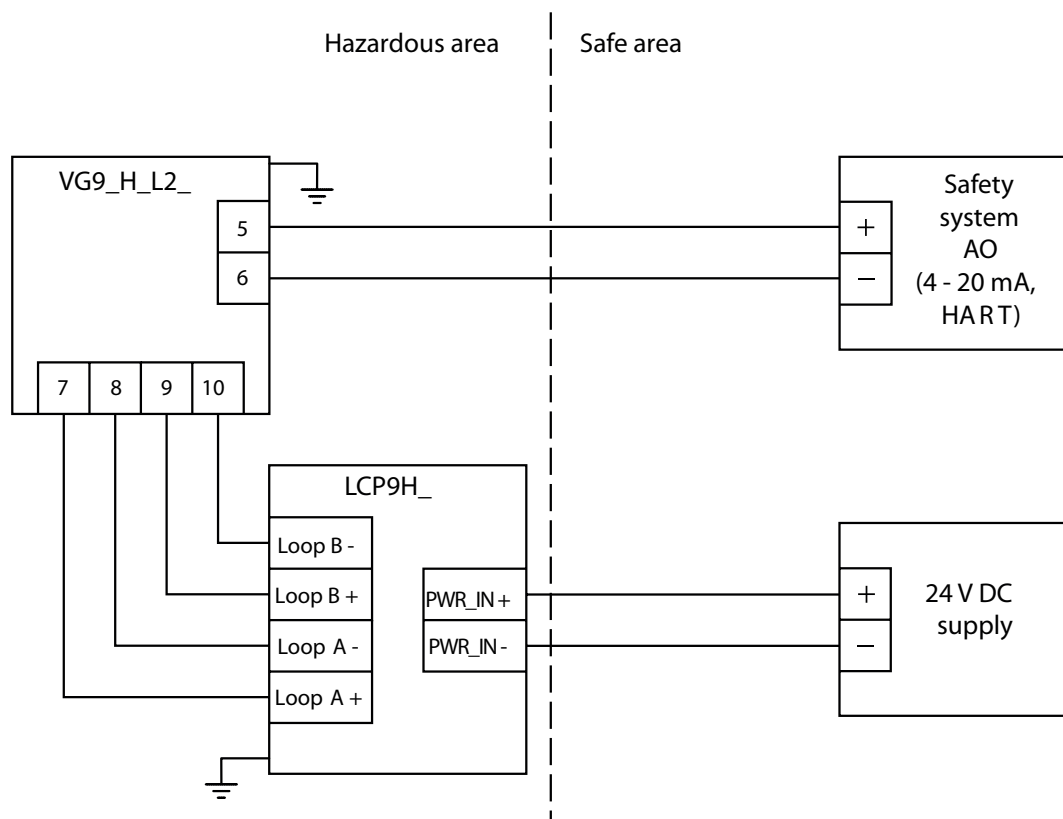 Hazardous area
Safe area
VG9_H_L2_
5
6
7
8
9
10
Safety
system
AO
(4 - 20 mA,
HART)
+
−
LCP9H_
Loop B -
Loop B +
Loop A -
Loop A +
PWR_IN +
PWR_IN -
+
−
24 V DC
supply